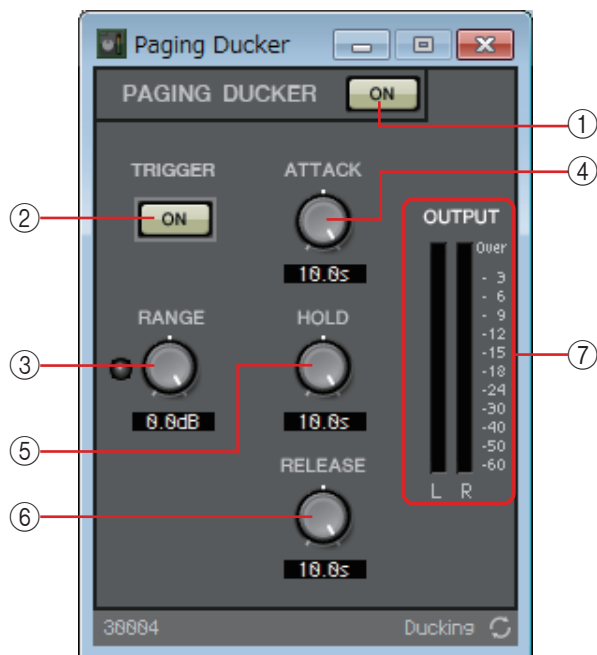 Paging Ducker
PAGING DUCKER ON
①
TRIGGER
ATTACK
④
② ON
OUTPUT
Over
10.0s
- 3
- 6
- 9
-12
-15
-18
-24
-30
-40
-50
-60
L R
⑦
RANGE
HOLD
③
0.0dB
10.0s
⑤
RELEASE
⑥
10.0s
30004
Ducking